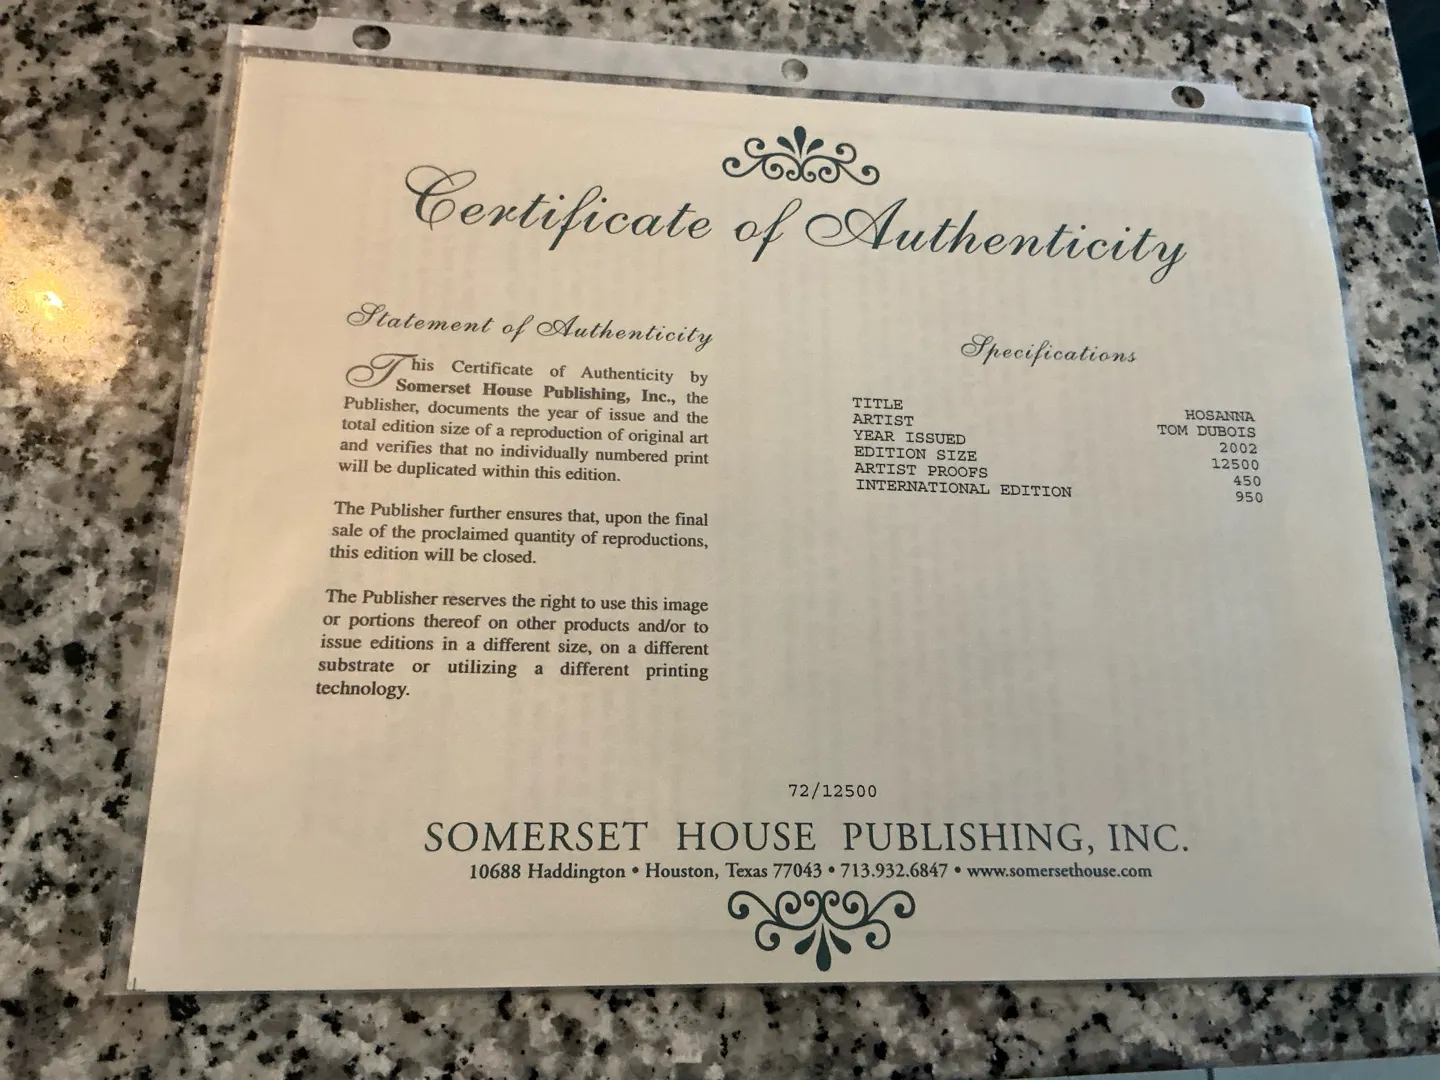 Certificate of Authenticity
Statement of Authenticity
This Certificate of Authenticity by
Somerset House Publishing, Inc., the
Publisher, documents the year of issue and the
total edition size of a reproduction of original art
and verifies that no individually numbered print
will be duplicated within this edition.
The Publisher further ensures that, upon the final
sale of the proclaimed quantity of reproductions,
this edition will be closed.
The Publisher reserves the right to use this image
or portions thereof on other products and/or to
issue editions in a different size, on a different
substrate or utilizing a different printing
technology.
Specifications
TITLE HOSANNA
ARTIST TOM DUBOIS
YEAR ISSUED 2002
EDITION SIZE 12500
ARTIST PROOFS 450
INTERNATIONAL EDITION 950
72/12500
SOMERSET HOUSE PUBLISHING, INC.
10688 Haddington • Houston, Texas 77043 • 713.932.6847 • www.somersethouse.com